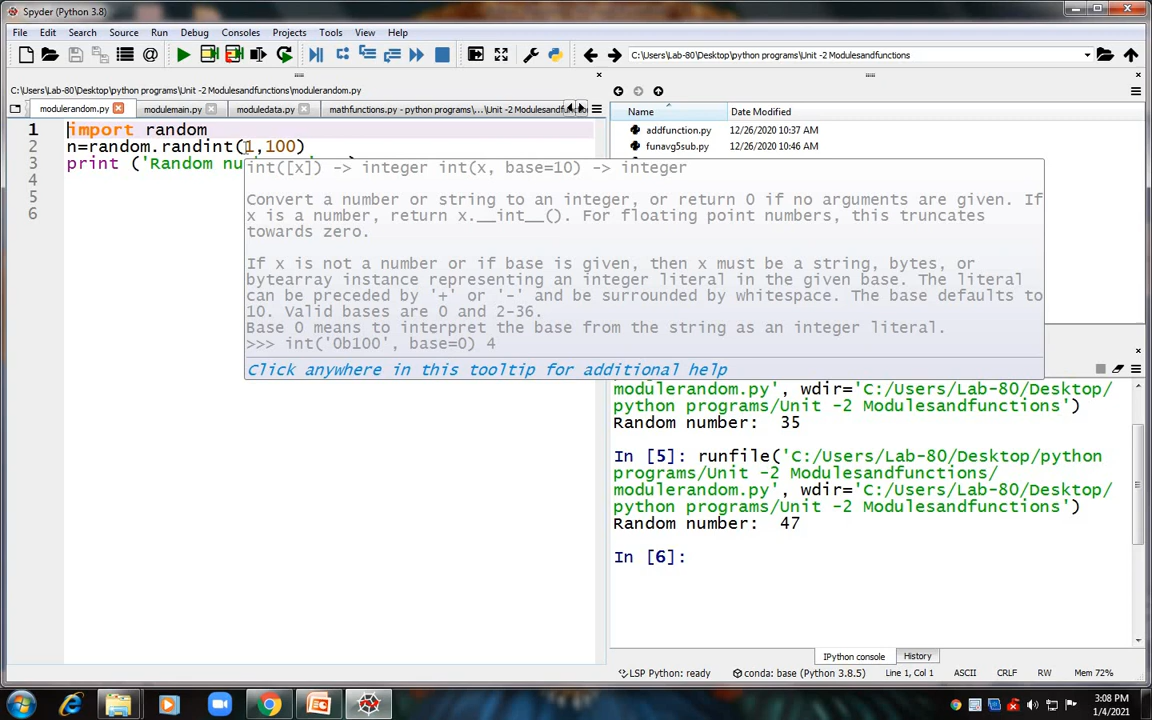 Spyder (Python 3.8)
File Edit Search Source Run Debug Consoles Projects Tools View Help
C:\Users\Lab-80\Desktop\python programs\Unit -2 Modulesandfunctions
C:\Users\Lab-80\Desktop\python programs\Unit -2 Modulesandfunctions\modulerandom.py
modulerandom.py modulemain.py moduledata.py mathfunctions.py - python programs\...\Unit -2 Modulesandf
Name Date Modified
addfunction.py 12/26/2020 10:37 AM
funavg5sub.py 12/26/2020 10:46 AM
1 import random
2 n=random.randint(1,100)
3 print ('Random nu
4
5
6
int([x]) -> integer int(x, base=10) -> integer
Convert a number or string to an integer, or return 0 if no arguments are given. If
x is a number, return x.__int__(). For floating point numbers, this truncates
towards zero.
If x is not a number or if base is given, then x must be a string, bytes, or
bytearray instance representing an integer literal in the given base. The literal
can be preceded by '+' or '-' and be surrounded by whitespace. The base defaults to
10. Valid bases are 0 and 2-36.
Base 0 means to interpret the base from the string as an integer literal.
>>> int('0b100', base=0) 4
Click anywhere in this tooltip for additional help
modulerandom.py', wdir='C:/Users/Lab-80/Desktop/
python programs/Unit -2 Modulesandfunctions')
Random number: 35
In [5]: runfile('C:/Users/Lab-80/Desktop/python
programs/Unit -2 Modulesandfunctions/
modulerandom.py', wdir='C:/Users/Lab-80/Desktop/
python programs/Unit -2 Modulesandfunctions')
Random number: 47
In [6]:
IPython console History
LSP Python: ready conda: base (Python 3.8.5) Line 1, Col 1 ASCII CRLF RW Mem 72%
3:08 PM
1/4/2021